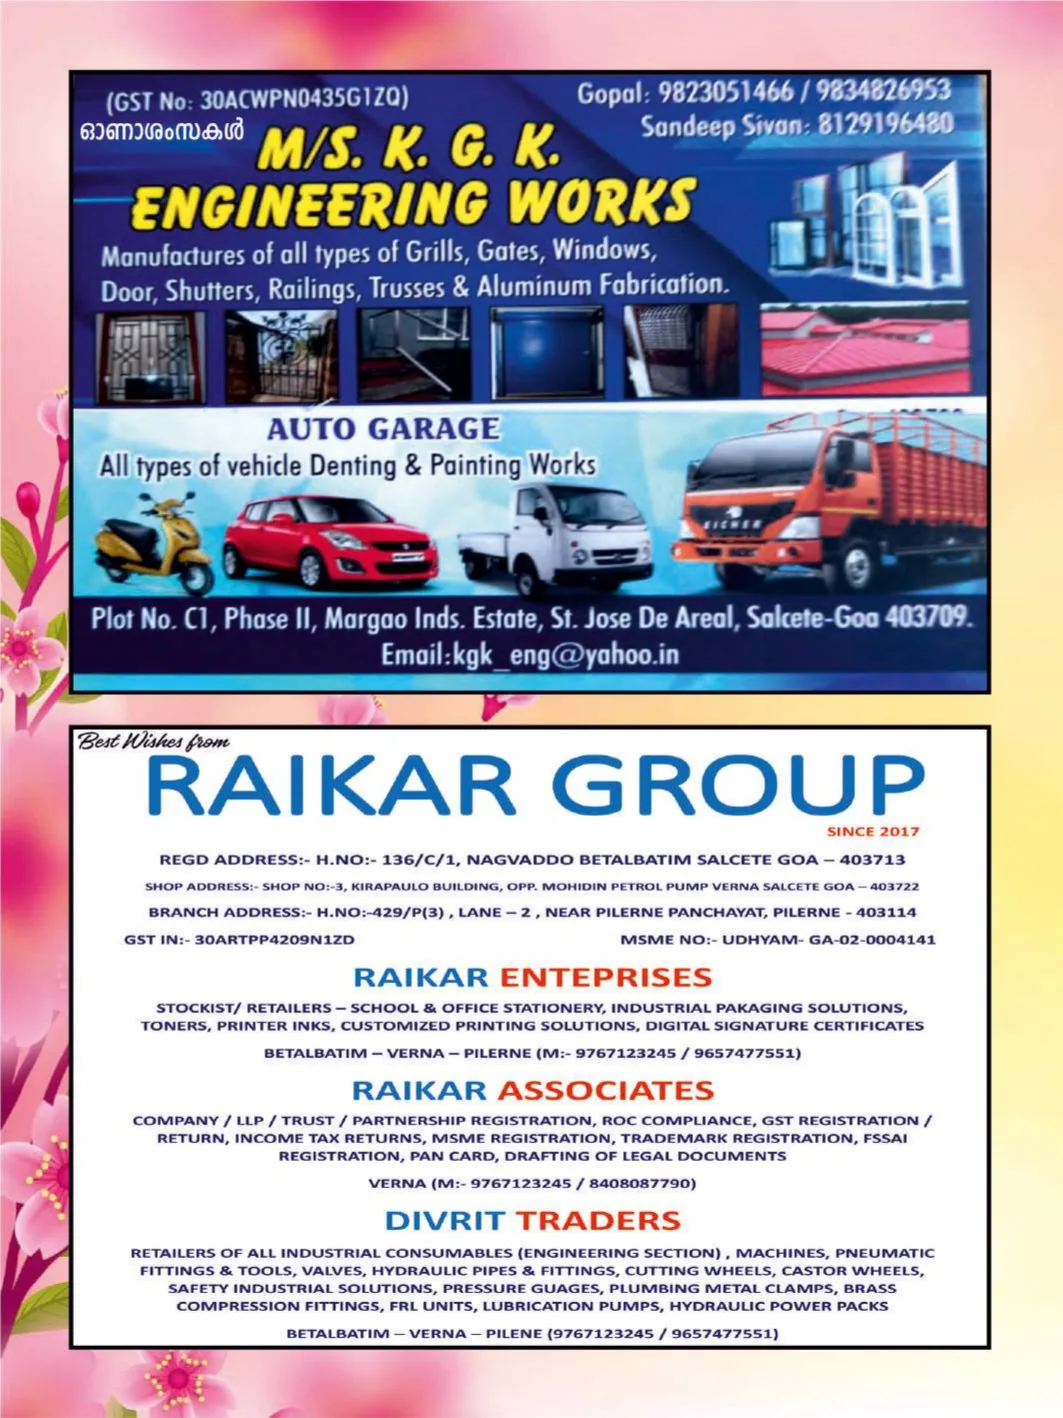 (GST No: 30ACWPN0435G1ZQ)
Gopal: 9823051466 / 9834826953
ഓണാശംസകൾ
Sandeep Sivan: 8129196480
M/S. K. G. K.
ENGINEERING WORKS
Manufactures of all types of Grills, Gates, Windows,
Door, Shutters, Railings, Trusses & Aluminum Fabrication.
AUTO GARAGE
All types of vehicle Denting & Painting Works
EICHER
Plot No. C1, Phase II, Margao Inds. Estate, St. Jose De Areal, Salcete-Goa 403709.
Email:kgk_eng@yahoo.in
Best Wishes from
RAIKAR GROUP
SINCE 2017
REGD ADDRESS:- H.NO:- 136/C/1, NAGVADDO BETALBATIM SALCETE GOA – 403713
SHOP ADDRESS:- SHOP NO:-3, KIRAPAULO BUILDING, OPP. MOHIDIN PETROL PUMP VERNA SALCETE GOA – 403722
BRANCH ADDRESS:- H.NO:-429/P(3) , LANE – 2 , NEAR PILERNE PANCHAYAT, PILERNE - 403114
GST IN:- 30ARTPP4209N1ZD
MSME NO:- UDHYAM- GA-02-0004141
RAIKAR ENTEPRISES
STOCKIST/ RETAILERS – SCHOOL & OFFICE STATIONERY, INDUSTRIAL PAKAGING SOLUTIONS,
TONERS, PRINTER INKS, CUSTOMIZED PRINTING SOLUTIONS, DIGITAL SIGNATURE CERTIFICATES
BETALBATIM – VERNA – PILERNE (M:- 9767123245 / 9657477551)
RAIKAR ASSOCIATES
COMPANY / LLP / TRUST / PARTNERSHIP REGISTRATION, ROC COMPLIANCE, GST REGISTRATION /
RETURN, INCOME TAX RETURNS, MSME REGISTRATION, TRADEMARK REGISTRATION, FSSAI
REGISTRATION, PAN CARD, DRAFTING OF LEGAL DOCUMENTS
VERNA (M:- 9767123245 / 8408087790)
DIVRIT TRADERS
RETAILERS OF ALL INDUSTRIAL CONSUMABLES (ENGINEERING SECTION) , MACHINES, PNEUMATIC
FITTINGS & TOOLS, VALVES, HYDRAULIC PIPES & FITTINGS, CUTTING WHEELS, CASTOR WHEELS,
SAFETY INDUSTRIAL SOLUTIONS, PRESSURE GUAGES, PLUMBING METAL CLAMPS, BRASS
COMPRESSION FITTINGS, FRL UNITS, LUBRICATION PUMPS, HYDRAULIC POWER PACKS
BETALBATIM – VERNA – PILENE (9767123245 / 9657477551)